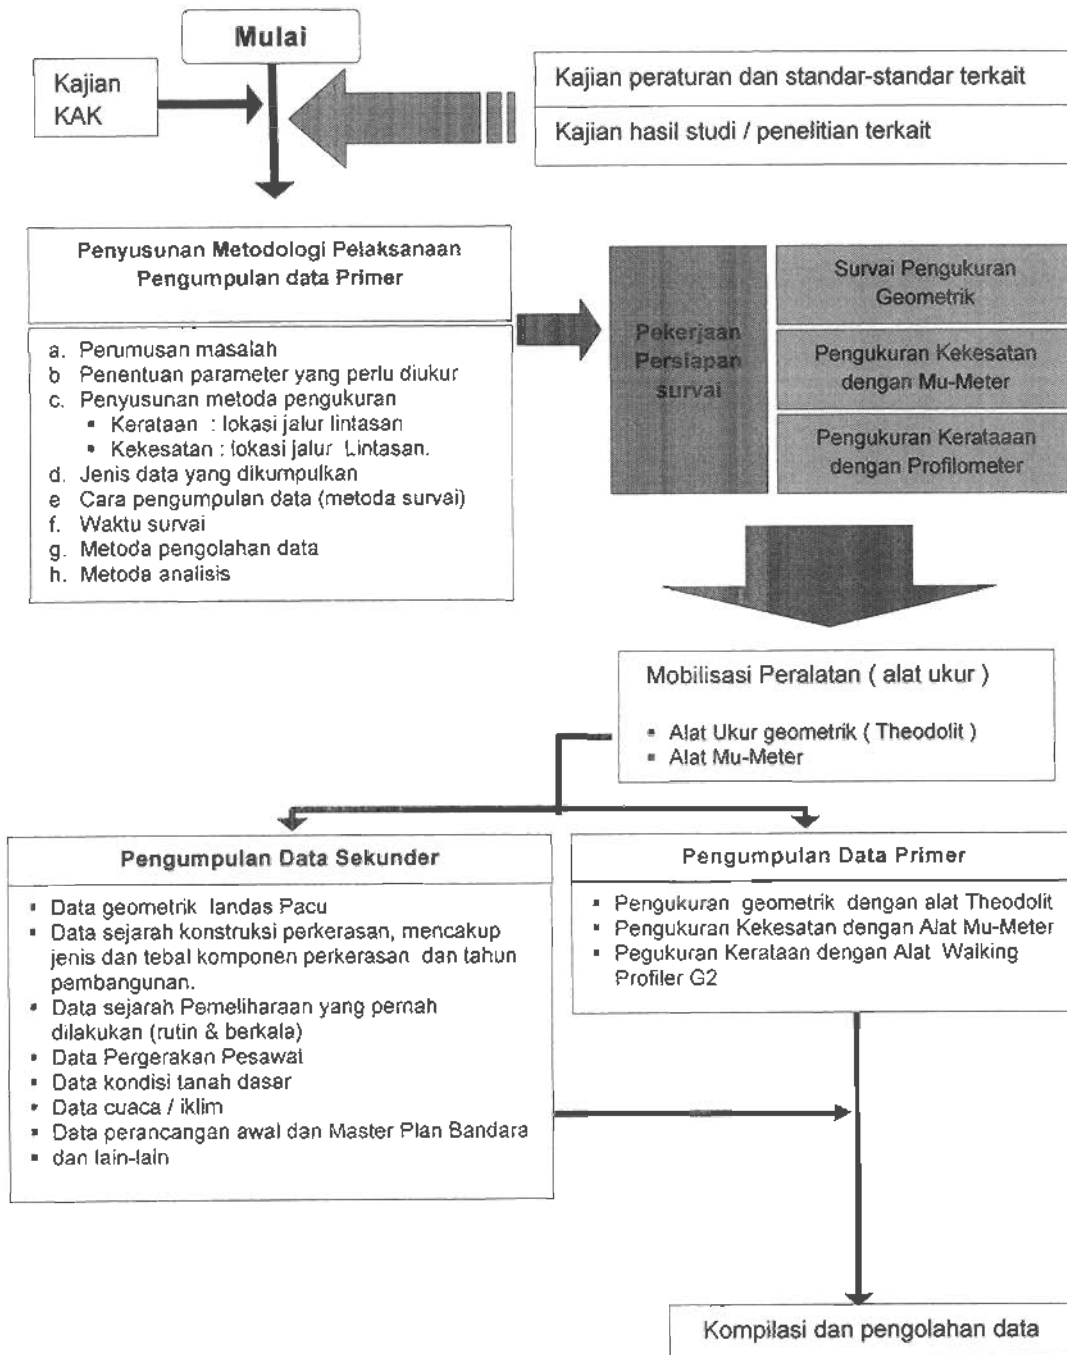 Mulai
Kajian
KAK
Kajian peraturan dan standar-standar terkait
Kajian hasil studi / penelitian terkait
Penyusunan Metodologi Pelaksanaan
Pengumpulan data Primer
a. Perumusan masalah
b Penentuan parameter yang perlu diukur
c. Penyusunan metoda pengukuran
▪ Kerataan : lokasi jalur lintasan
▪ Kekesatan : lokasi jalur Lintasan.
d. Jenis data yang dikumpulkan
e Cara pengumpulan data (metoda survai)
f. Waktu survai
g. Metoda pengolahan data
h. Metoda analisis
Pekerjaan
Persiapan
survai
Survai Pengukuran
Geometrik
Pengukuran Kekesatan
dengan Mu-Meter
Pengukuran Kerataaan
dengan Profilometer
Mobilisasi Peralatan ( alat ukur )
▪ Alat Ukur geometrik ( Theodolit )
▪ Alat Mu-Meter
Pengumpulan Data Sekunder
▪ Data geometrik landas Pacu
▪ Data sejarah konstruksi perkerasan, mencakup
jenis dan tebal komponen perkerasan dan tahun
pembangunan.
▪ Data sejarah Pemeliharaan yang pernah
dilakukan (rutin & berkala)
▪ Data Pergerakan Pesawat
▪ Data kondisi tanah dasar
▪ Data cuaca / iklim
▪ Data perancangan awal dan Master Plan Bandara
▪ dan lain-lain
Pengumpulan Data Primer
▪ Pengukuran geometrik dengan alat Theodolit
▪ Pengukuran Kekesatan dengan Alat Mu-Meter
▪ Pegukuran Kerataan dengan Alat Walking
Profiler G2
Kompilasi dan pengolahan data